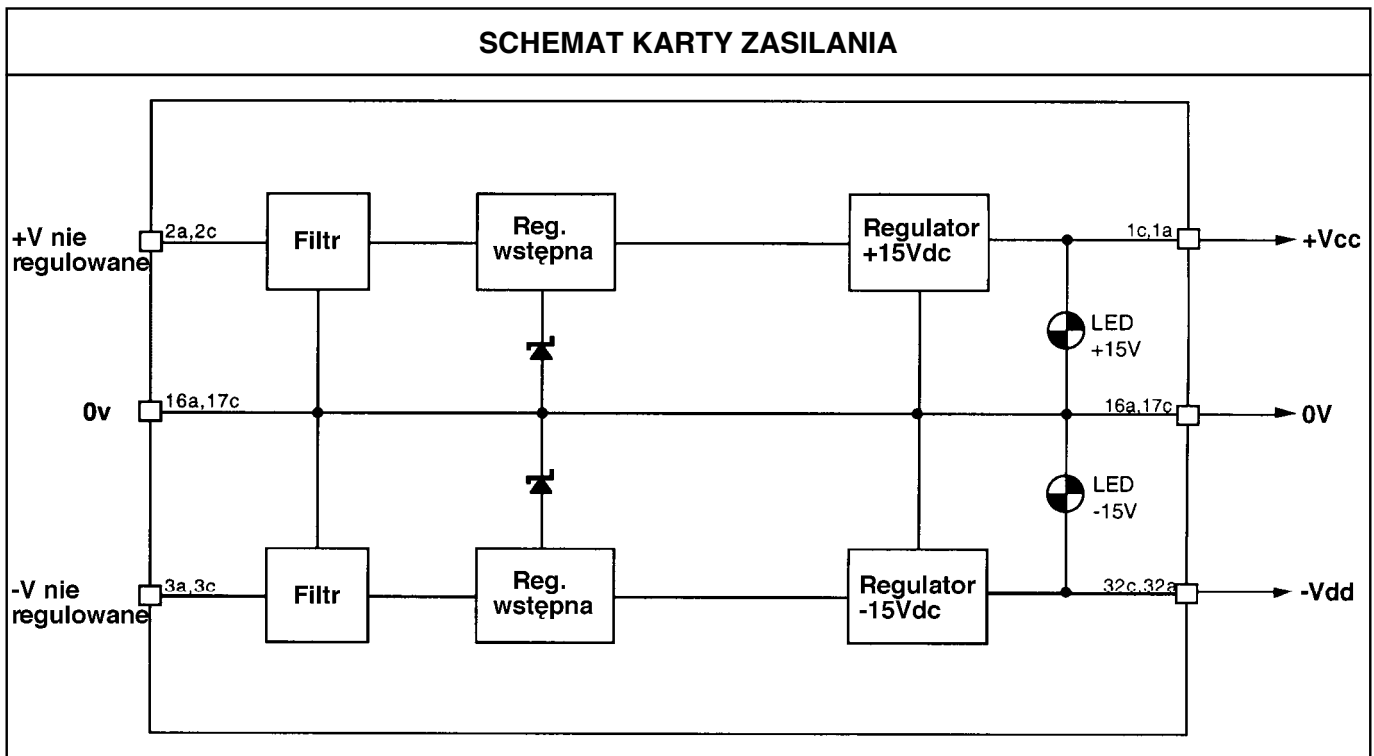 SCHEMAT KARTY ZASILANIA
+V nie
regulowane
2a,2c
Filtr
Reg.
wstępna
Regulator
+15Vdc
1c,1a
+Vcc
LED
+15V
0v
16a,17c
16a,17c
0V
LED
-15V
-V nie
regulowane
3a,3c
Filtr
Reg.
wstępna
Regulator
-15Vdc
32c,32a
-Vdd